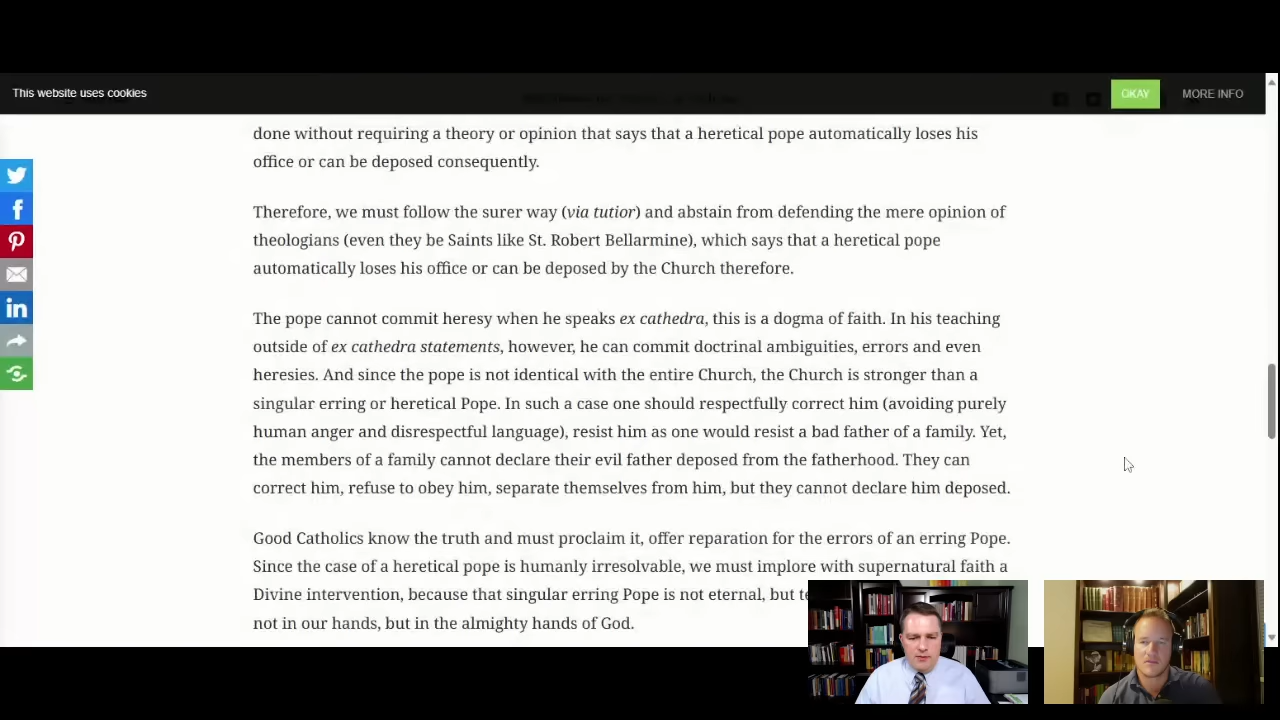 This website uses cookies
OKAY
MORE INFO
done without requiring a theory or opinion that says that a heretical pope automatically loses his
office or can be deposed consequently.
Therefore, we must follow the surer way (via tutior) and abstain from defending the mere opinion of
theologians (even they be Saints like St. Robert Bellarmine), which says that a heretical pope
automatically loses his office or can be deposed by the Church therefore.
The pope cannot commit heresy when he speaks ex cathedra, this is a dogma of faith. In his teaching
outside of ex cathedra statements, however, he can commit doctrinal ambiguities, errors and even
heresies. And since the pope is not identical with the entire Church, the Church is stronger than a
singular erring or heretical Pope. In such a case one should respectfully correct him (avoiding purely
human anger and disrespectful language), resist him as one would resist a bad father of a family. Yet,
the members of a family cannot declare their evil father deposed from the fatherhood. They can
correct him, refuse to obey him, separate themselves from him, but they cannot declare him deposed.
Good Catholics know the truth and must proclaim it, offer reparation for the errors of an erring Pope.
Since the case of a heretical pope is humanly irresolvable, we must implore with supernatural faith a
Divine intervention, because that singular erring Pope is not eternal, but
not in our hands, but in the almighty hands of God.